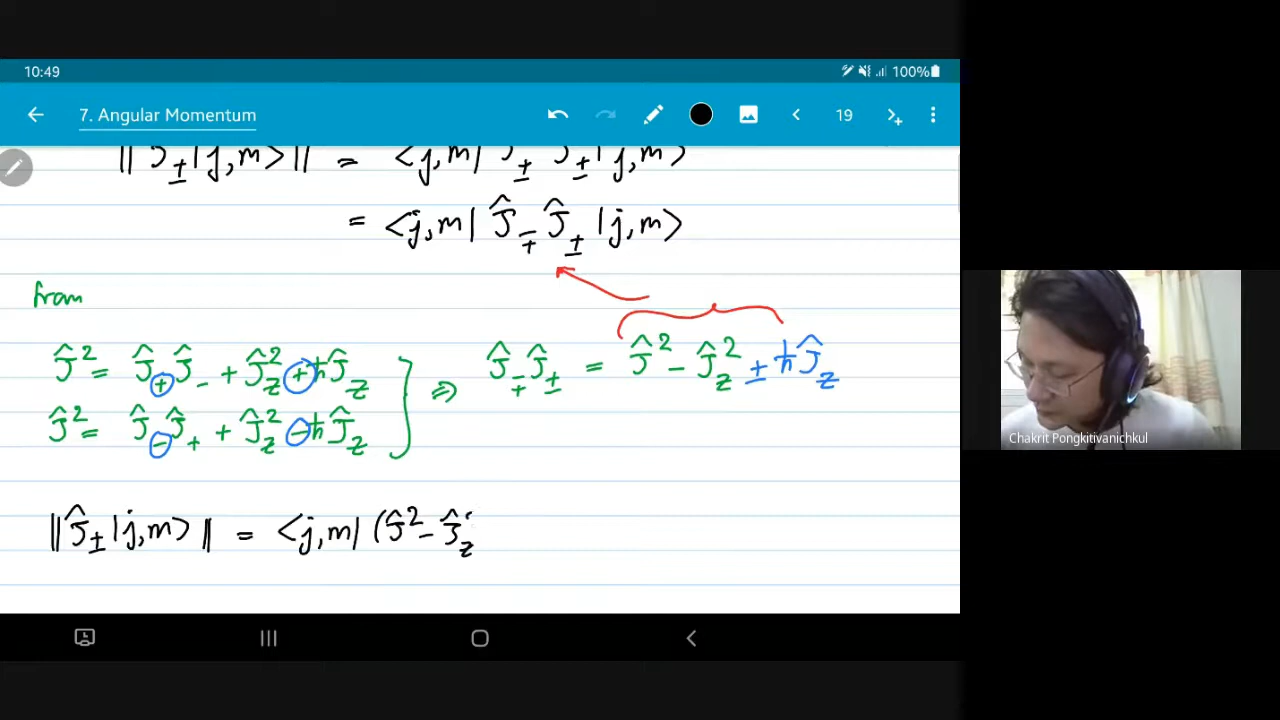 10:49 100%
7. Angular Momentum 19
||Ĵ±|j,m>|| = <j,m| Ĵ±† Ĵ± |j,m>
= <j,m| Ĵ∓ Ĵ± |j,m>
from
Ĵ² = Ĵ+ Ĵ- + Ĵz² + ħĴz
Ĵ² = Ĵ- Ĵ+ + Ĵz² - ħĴz
⇒ Ĵ∓ Ĵ± = Ĵ² - Ĵz² ± ħĴz
||Ĵ±|j,m>|| = <j,m| (Ĵ² - Ĵz
Chakrit Pongkitivanichkul